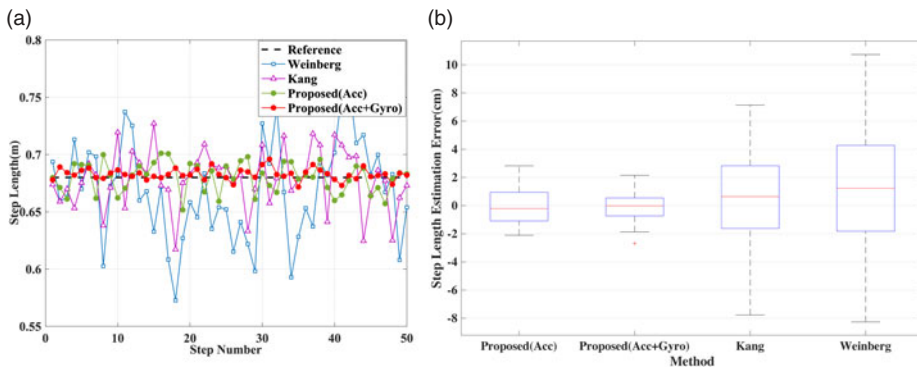 (a)
0.8
0.75
0.7
0.65
0.6
0.55
0
10
20
30
40
50
Step Length(m)
Step Number
Reference
Weinberg
Kang
Proposed(Acc)
Proposed(Acc+Gyro)
(b)
10
8
6
4
2
0
-2
-4
-6
-8
Step Length Estimation Error(cm)
Proposed(Acc)
Proposed(Acc+Gyro)
Kang
Weinberg
Method